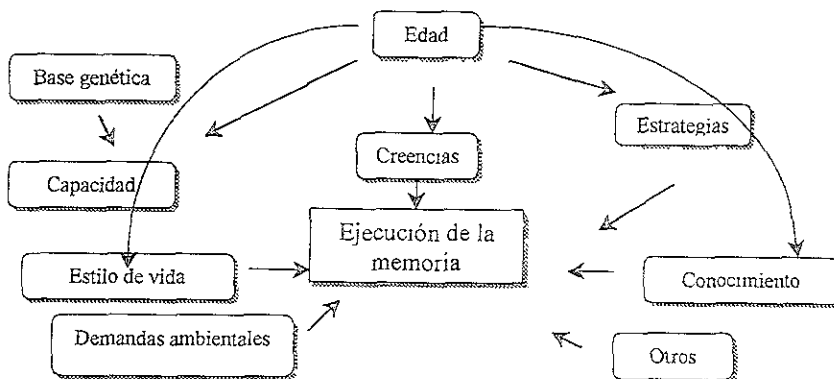 Edad
Base genética
Estrategias
Creencias
Capacidad
Ejecución de la
memoria
Estilo de vida
Conocimiento
Demandas ambientales
Otros